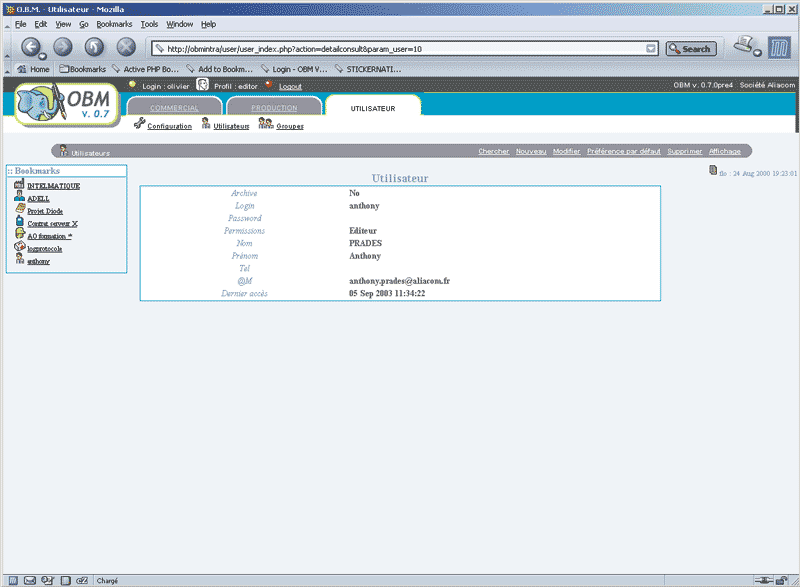 O.B.M. - Utilisateur - Mozilla
File Edit View Go Bookmarks Tools Window Help
http://obmintra/user/user_index.php?action=detailconsult&param_user=10 Search
Home Bookmarks Active PHP Bo... Add to Bookm... Login - OBM V... STICKERNATI...
Login : olivier Profil : editor Logout OBM v. 0.7.0pre4 Société Aliacom
OBM v. 0.7
COMMERCIAL PRODUCTION UTILISATEUR
Configuration Utilisateurs Groupes
Utilisateurs Chercher Nouveau Modifier Préférence par défaut Supprimer Affichage
:: Bookmarks
INTELMATIQUE
ADELL
Projet Diode
Contrat serveur X
AO formation
logprotocole
anthony
flo : 24 Aug 2000 19:23:01
Utilisateur
Archive No
Login anthony
Password
Permissions Editeur
Nom PRADES
Prénom Anthony
Tel
@M anthony.prades@aliacom.fr
Dernier accès 05 Sep 2003 11:34:22
Chargé